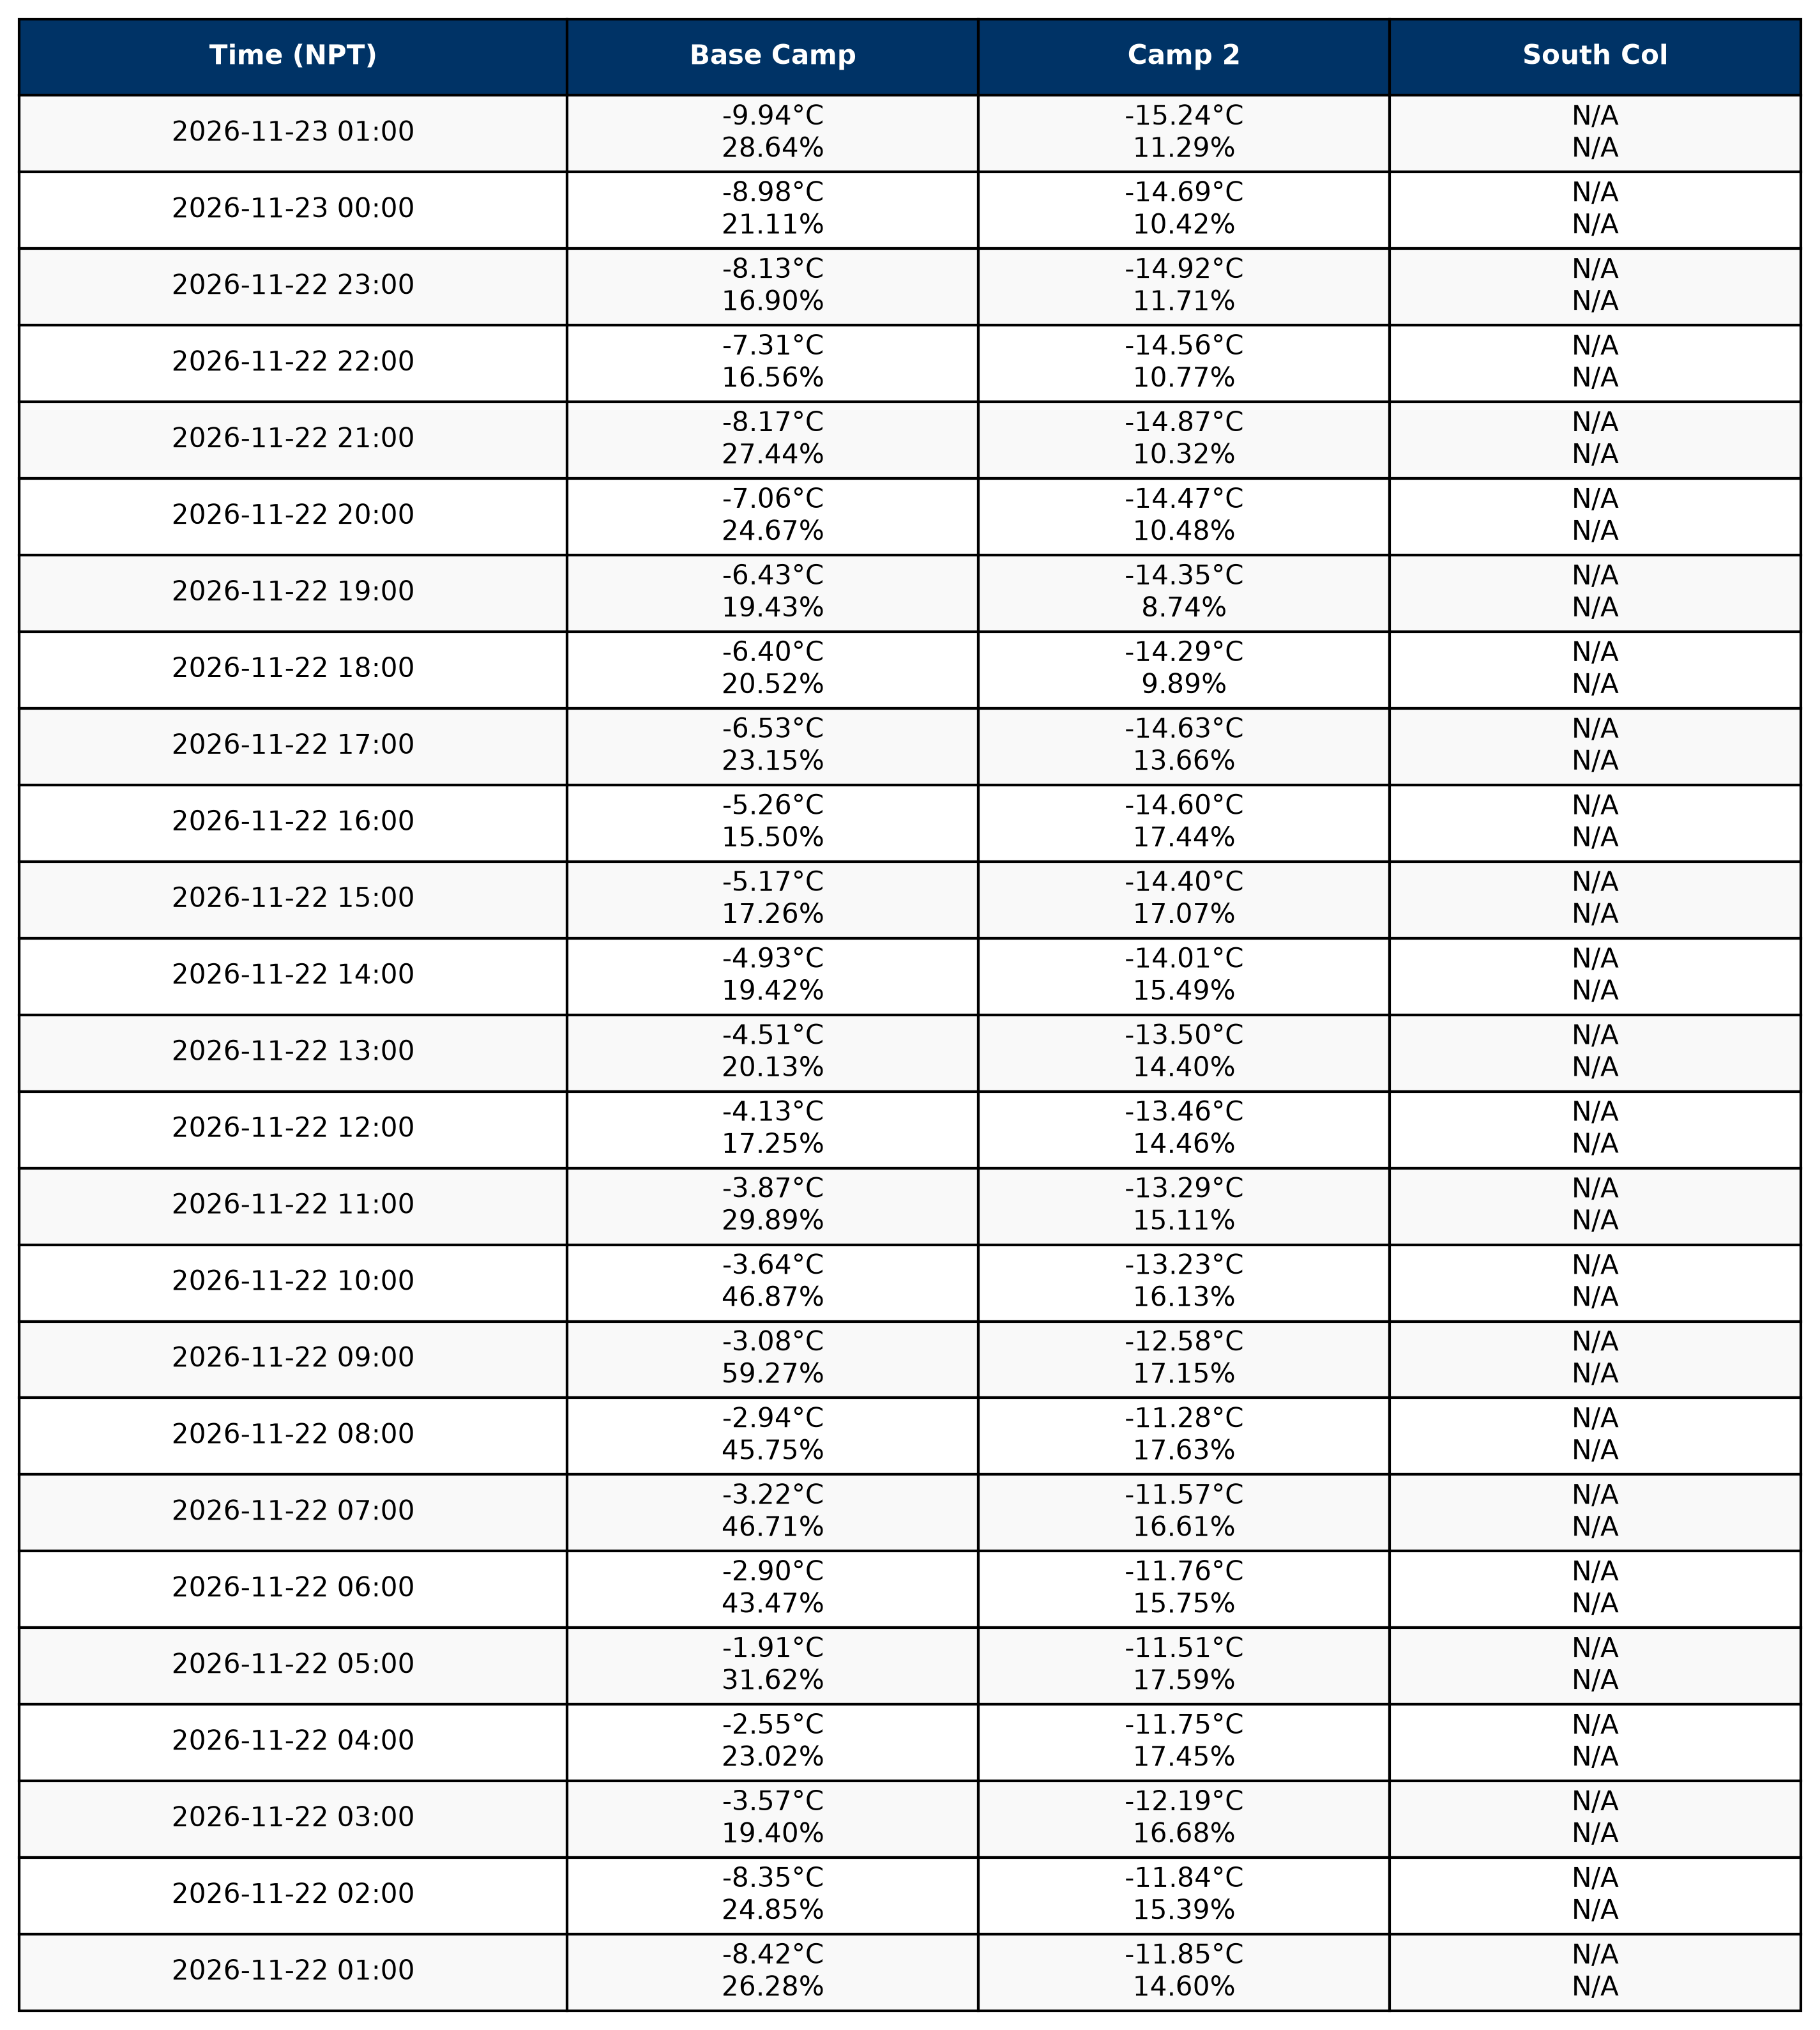 Time (NPT) Base Camp Camp 2 South Col
2026-11-23 01:00 -9.94°C -15.24°C N/A
28.64% 11.29% N/A
2026-11-23 00:00 -8.98°C -14.69°C N/A
21.11% 10.42% N/A
2026-11-22 23:00 -8.13°C -14.92°C N/A
16.90% 11.71% N/A
2026-11-22 22:00 -7.31°C -14.56°C N/A
16.56% 10.77% N/A
2026-11-22 21:00 -8.17°C -14.87°C N/A
27.44% 10.32% N/A
2026-11-22 20:00 -7.06°C -14.47°C N/A
24.67% 10.48% N/A
2026-11-22 19:00 -6.43°C -14.35°C N/A
19.43% 8.74% N/A
2026-11-22 18:00 -6.40°C -14.29°C N/A
20.52% 9.89% N/A
2026-11-22 17:00 -6.53°C -14.63°C N/A
23.15% 13.66% N/A
2026-11-22 16:00 -5.26°C -14.60°C N/A
15.50% 17.44% N/A
2026-11-22 15:00 -5.17°C -14.40°C N/A
17.26% 17.07% N/A
2026-11-22 14:00 -4.93°C -14.01°C N/A
19.42% 15.49% N/A
2026-11-22 13:00 -4.51°C -13.50°C N/A
20.13% 14.40% N/A
2026-11-22 12:00 -4.13°C -13.46°C N/A
17.25% 14.46% N/A
2026-11-22 11:00 -3.87°C -13.29°C N/A
29.89% 15.11% N/A
2026-11-22 10:00 -3.64°C -13.23°C N/A
46.87% 16.13% N/A
2026-11-22 09:00 -3.08°C -12.58°C N/A
59.27% 17.15% N/A
2026-11-22 08:00 -2.94°C -11.28°C N/A
45.75% 17.63% N/A
2026-11-22 07:00 -3.22°C -11.57°C N/A
46.71% 16.61% N/A
2026-11-22 06:00 -2.90°C -11.76°C N/A
43.47% 15.75% N/A
2026-11-22 05:00 -1.91°C -11.51°C N/A
31.62% 17.59% N/A
2026-11-22 04:00 -2.55°C -11.75°C N/A
23.02% 17.45% N/A
2026-11-22 03:00 -3.57°C -12.19°C N/A
19.40% 16.68% N/A
2026-11-22 02:00 -8.35°C -11.84°C N/A
24.85% 15.39% N/A
2026-11-22 01:00 -8.42°C -11.85°C N/A
26.28% 14.60% N/A